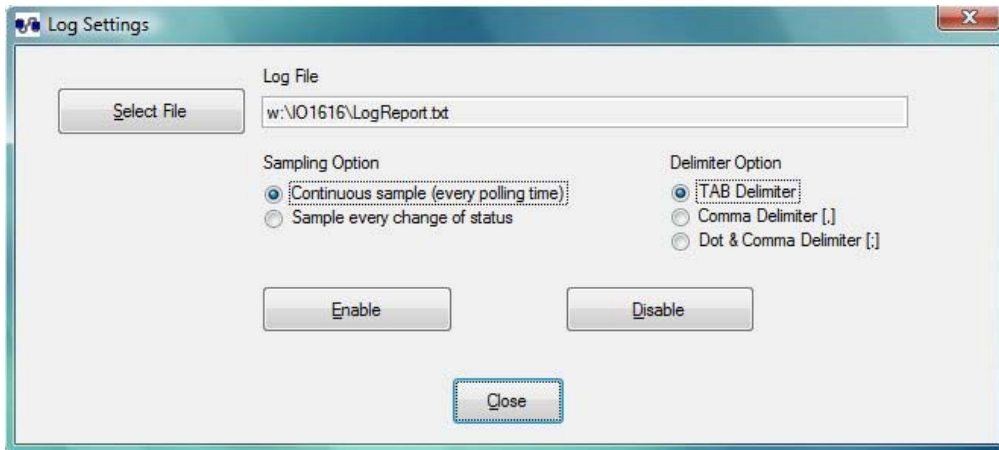 Log Settings
Log File
Select File
w:\IO1616\LogReport.txt
Sampling Option
Continuous sample (every polling time)
Sample every change of status
Delimiter Option
TAB Delimiter
Comma Delimiter [,]
Dot & Comma Delimiter [;]
Enable
Disable
Close